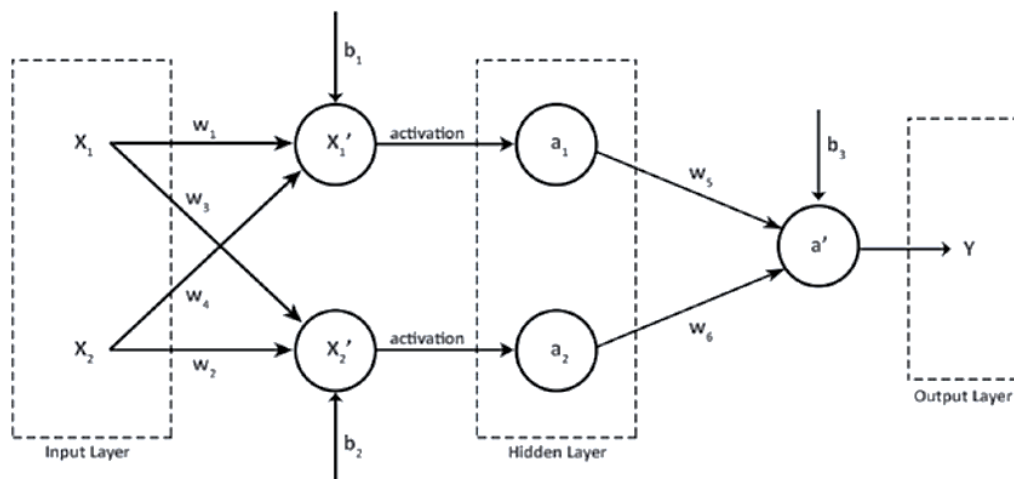 b₁
X₁
w₁
X₁′
activation
a₁
b₃
w₃
w₅
a′
Y
w₄
w₆
X₂
w₂
X₂′
activation
a₂
b₂
Input Layer
Hidden Layer
Output Layer